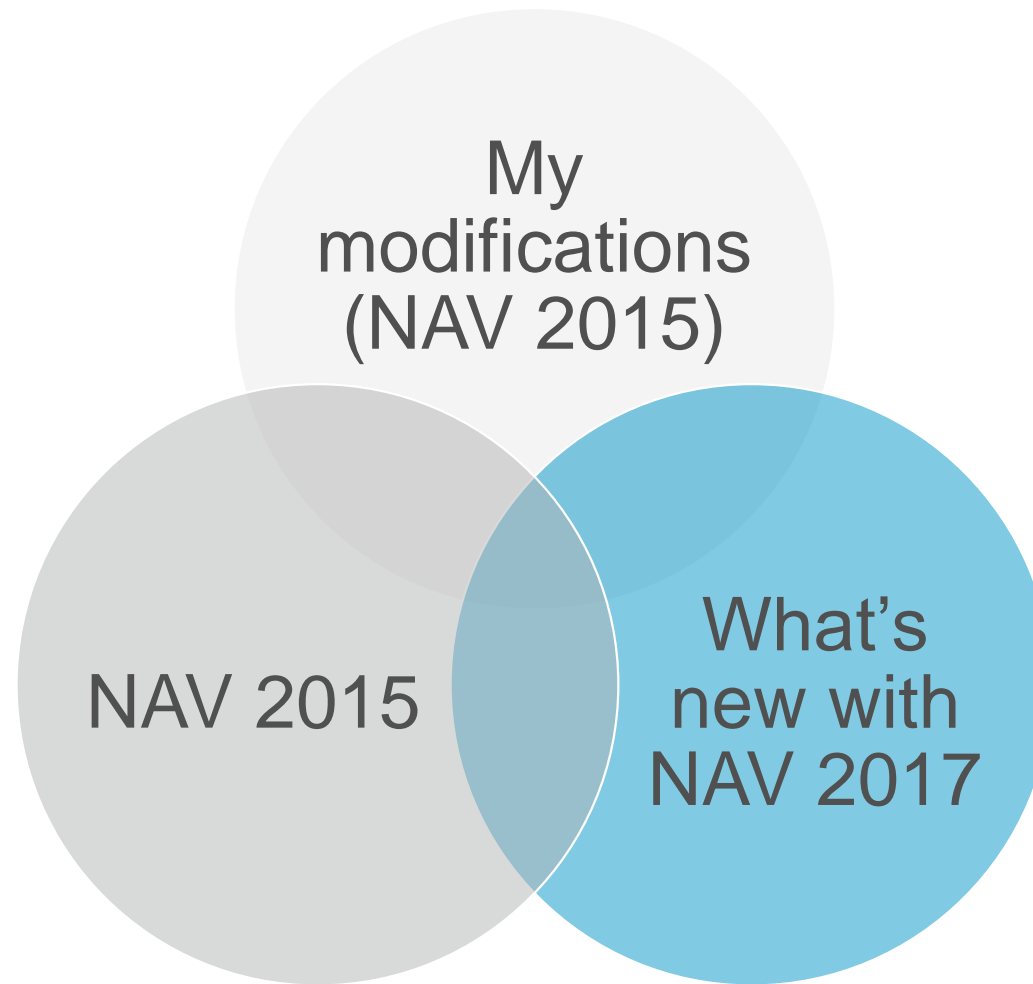 My
modifications
(NAV 2015)
NAV 2015
What’s
new with
NAV 2017